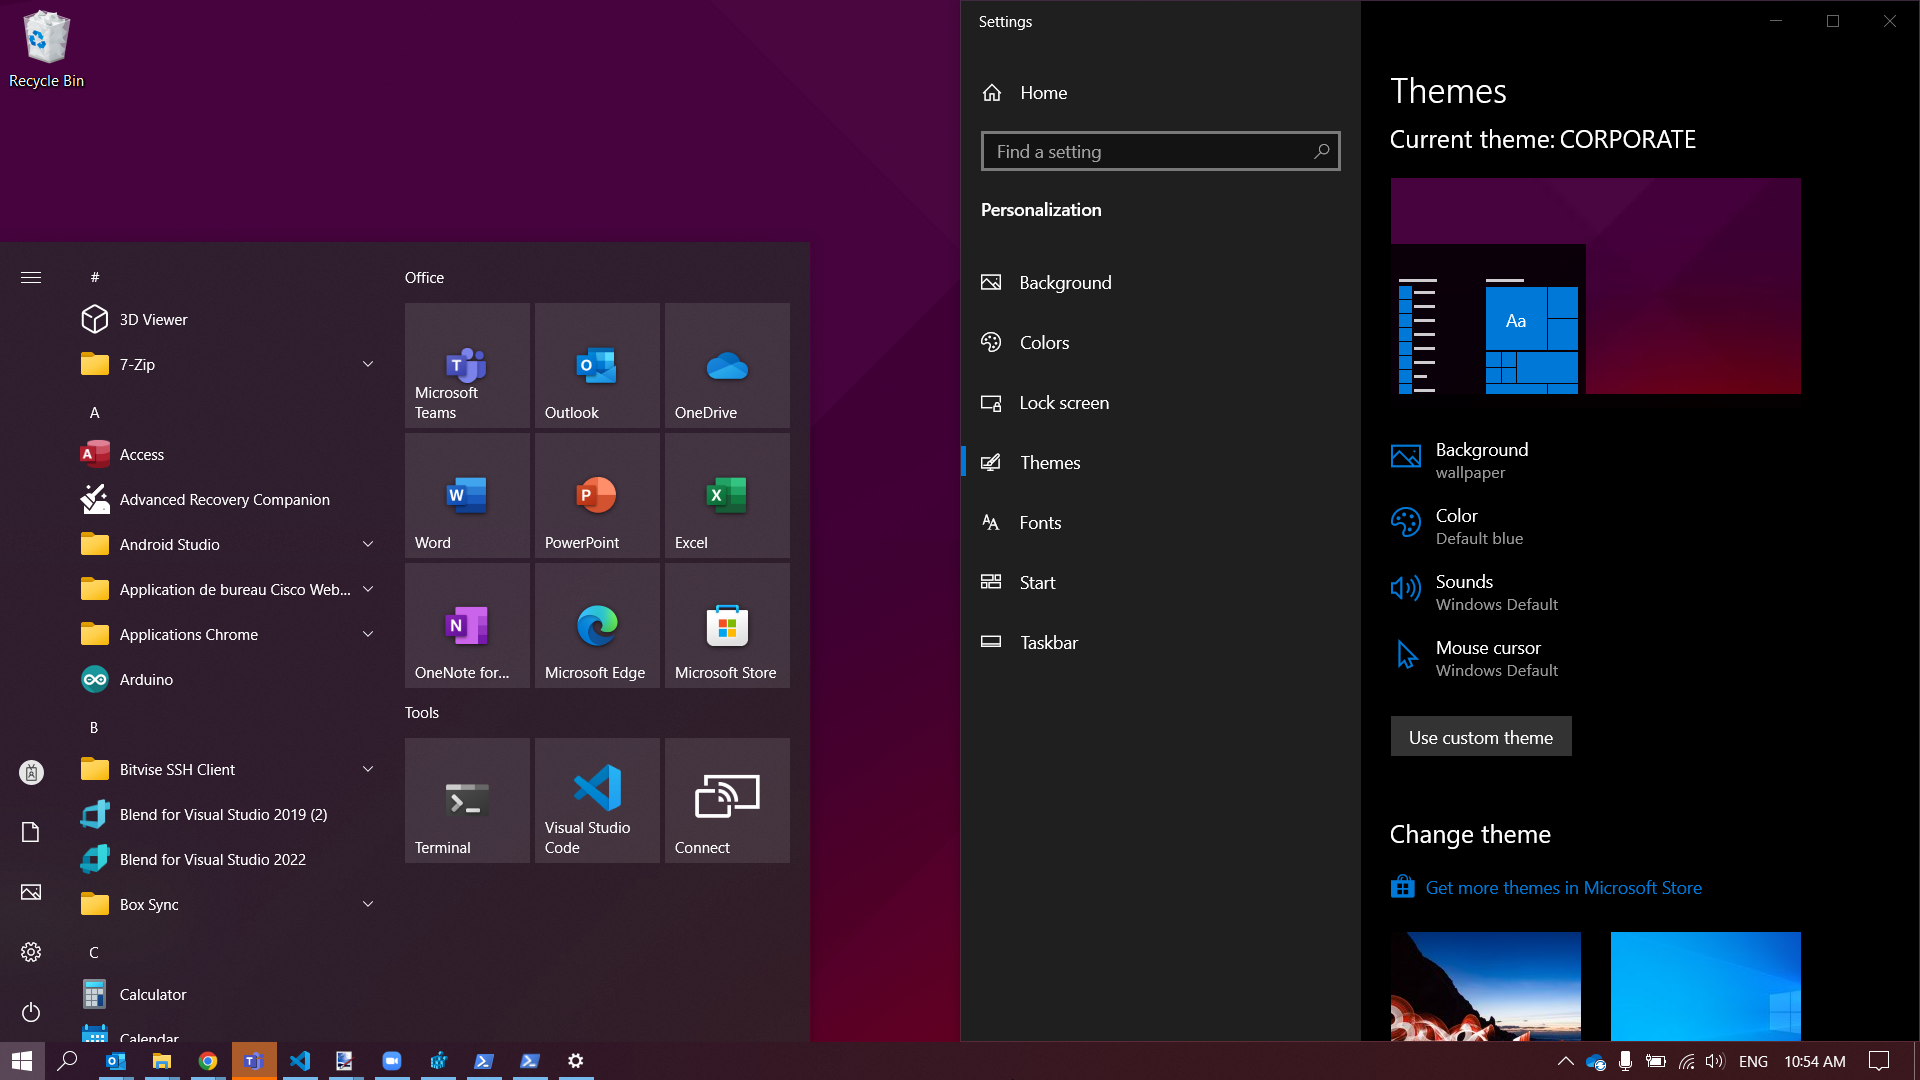 Recycle Bin
#
3D Viewer
7-Zip
A
Access
Advanced Recovery Companion
Android Studio
Application de bureau Cisco Web...
Applications Chrome
Arduino
B
Bitvise SSH Client
Blend for Visual Studio 2019 (2)
Blend for Visual Studio 2022
Box Sync
C
Calculator
Calendar
Office
Microsoft
Teams
Outlook
OneDrive
Word
PowerPoint
Excel
OneNote for...
Microsoft Edge
Microsoft Store
Tools
Terminal
Visual Studio
Code
Connect
Settings
Home
Find a setting
Personalization
Background
Colors
Lock screen
Themes
Fonts
Start
Taskbar
Themes
Current theme: CORPORATE
Aa
Background
wallpaper
Color
Default blue
Sounds
Windows Default
Mouse cursor
Windows Default
Use custom theme
Change theme
Get more themes in Microsoft Store
ENG
10:54 AM